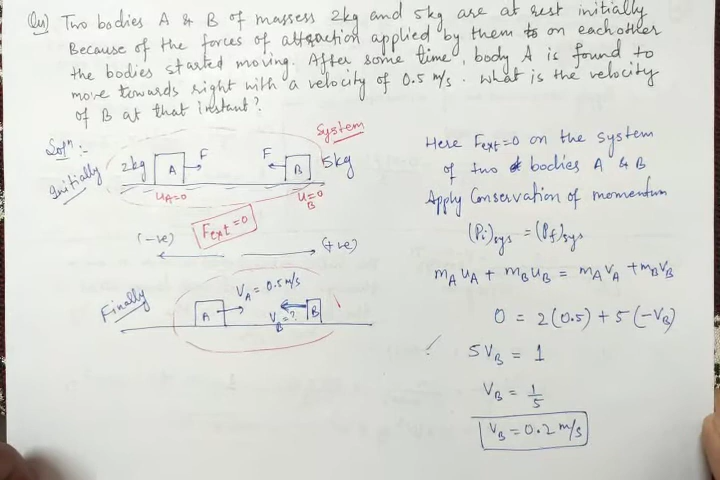 Qu) Two bodies A & B of massess 2kg and 5kg are at rest initially
Because of the forces of attraction applied by them to on each other
the bodies started moving. After some time, body A is found to
move towards right with a velocity of 0.5 m/s. What is the velocity
of B at that instant?
Solⁿ:-
System
Initially
2kg A F F B 5kg
uA=0 uB=0
Fext=0
(-ve) (+ve)
Finally
VA = 0.5m/s
A VB=? B
Here Fext=0 on the system
of two bodies A & B
Apply Conservation of momentum
(Pi)sys = (Pf)sys
mAuA + mBuB = mAVA + mBVB
0 = 2(0.5) + 5(-VB)
5VB = 1
VB = 1/5
VB = 0.2 m/s